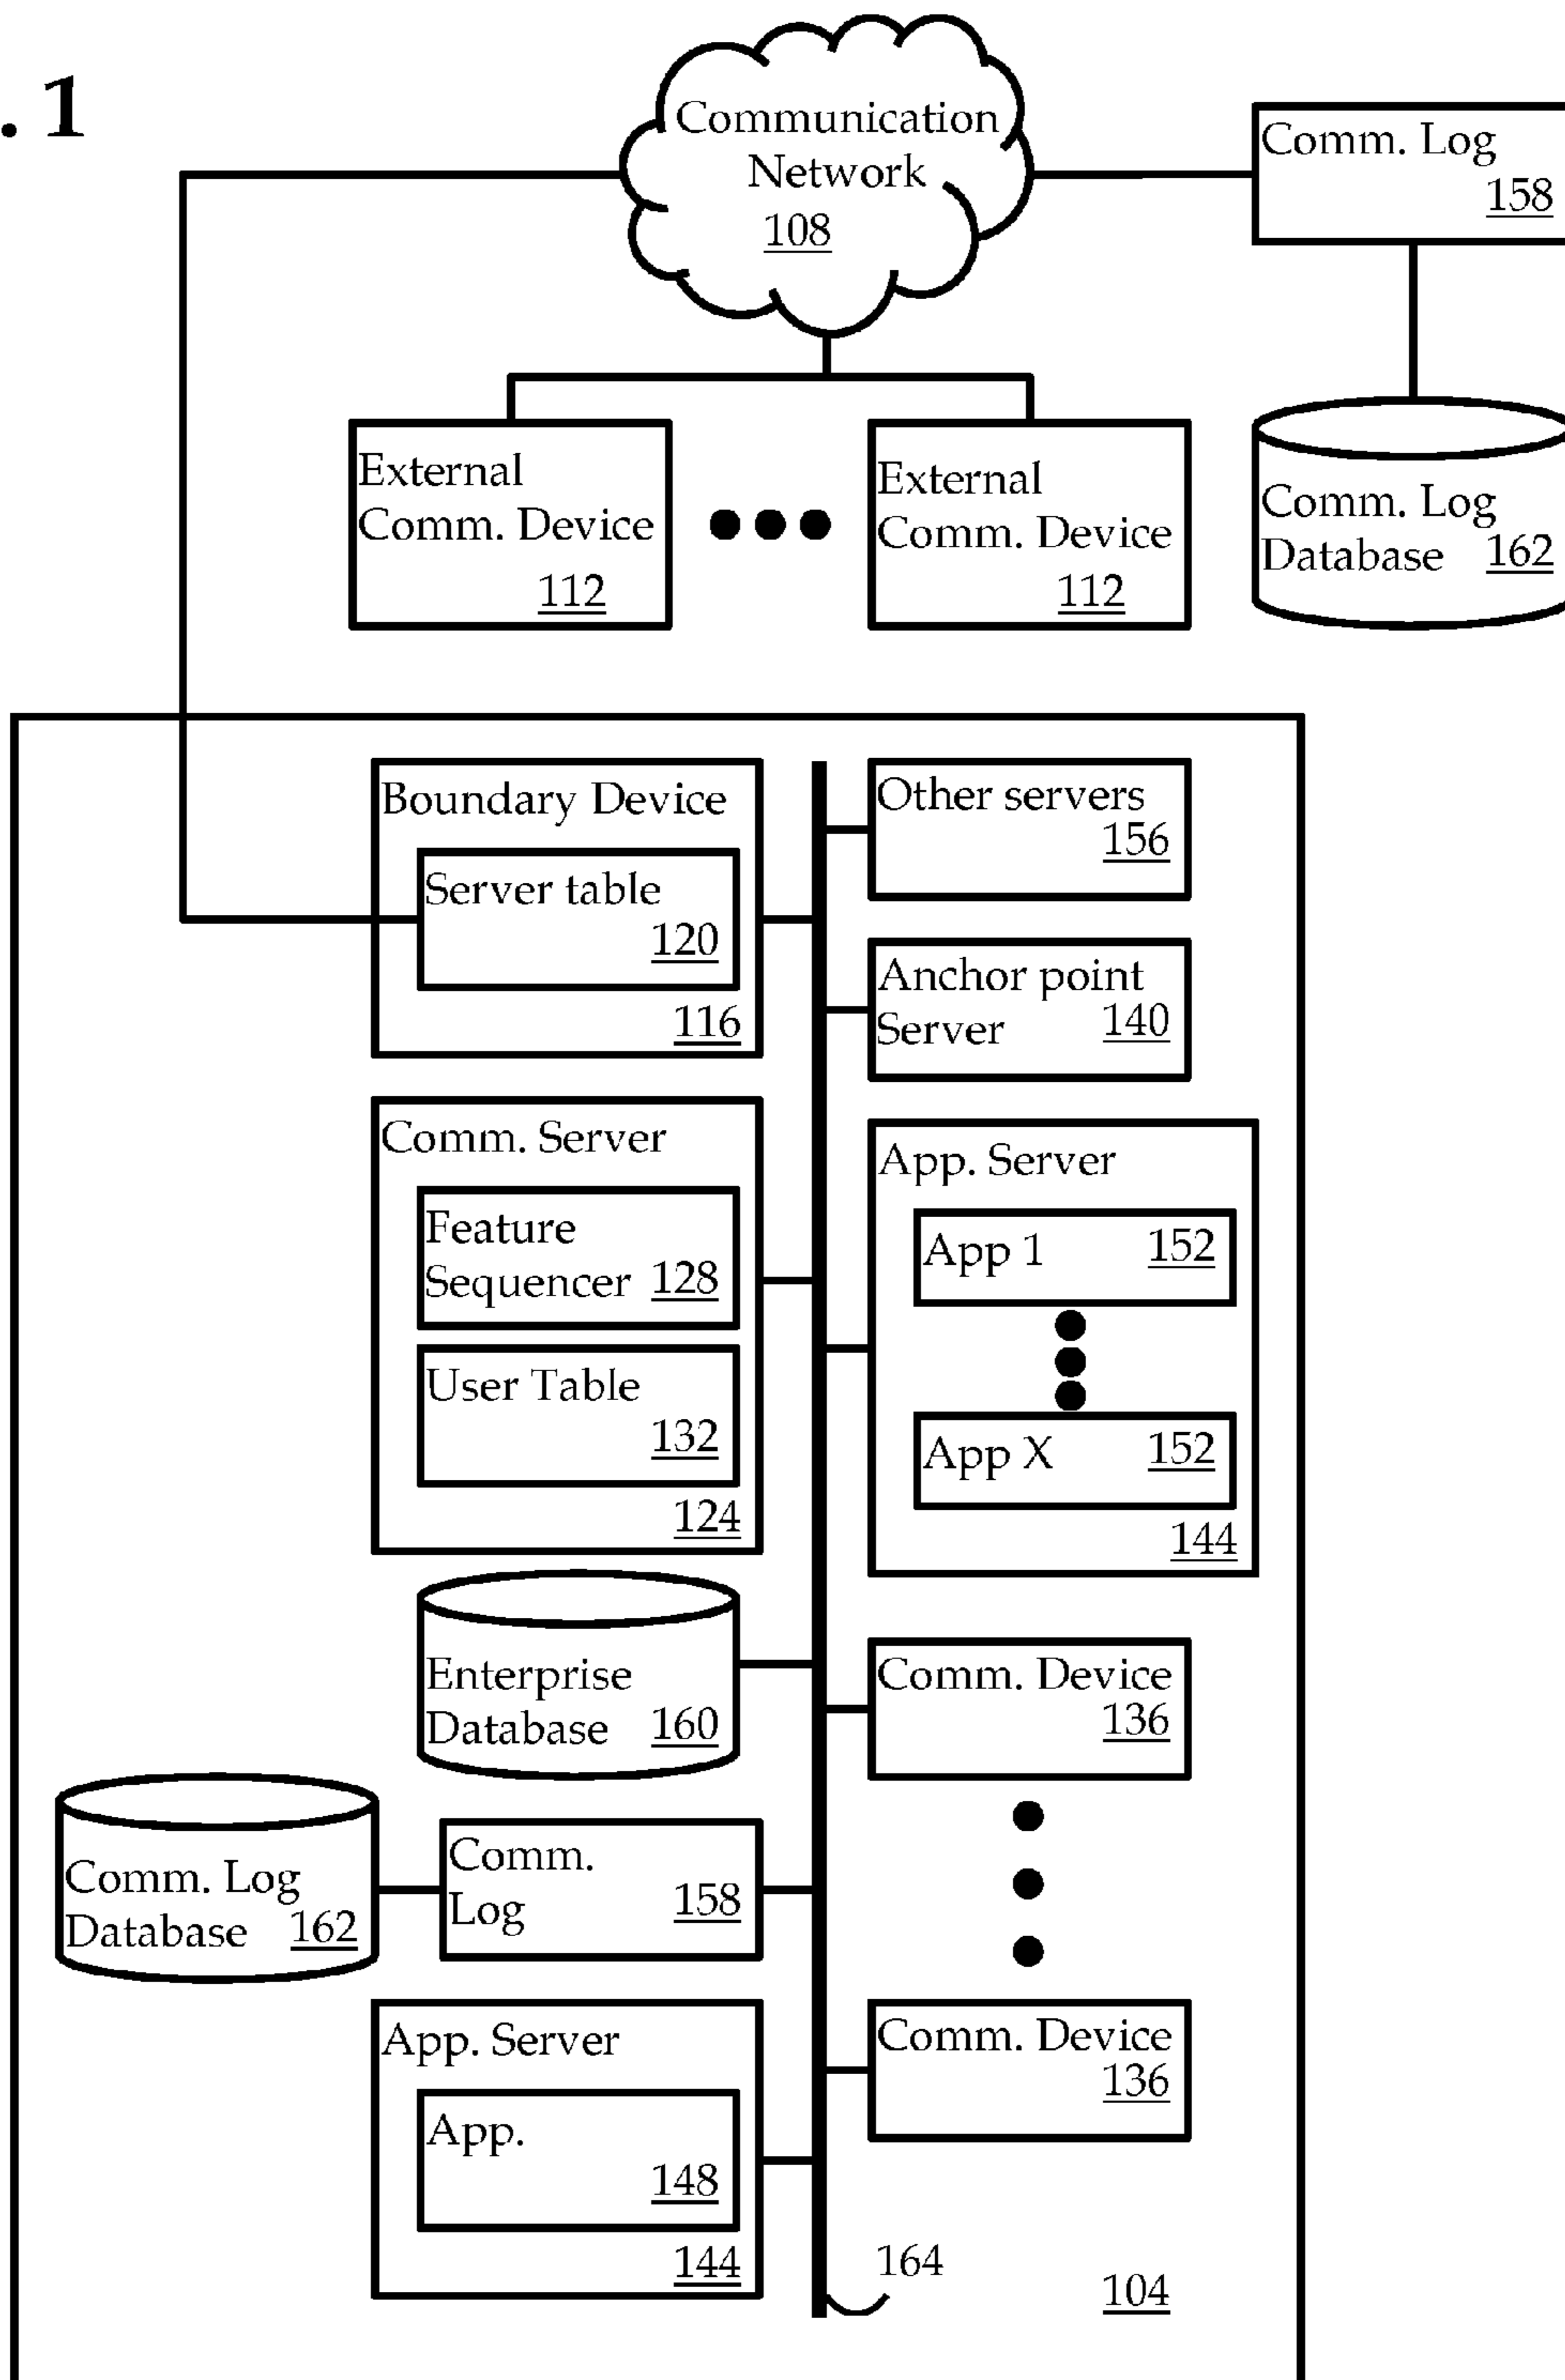 . 1
Communication
Network
108
Comm. Log
158
External
Comm. Device
112
External
Comm. Device
112
Comm. Log
Database 162
Boundary Device
Server table
120
116
Other servers
156
Anchor point
Server 140
Comm. Server
Feature
Sequencer 128
User Table
132
124
App. Server
App 1 152
App X 152
144
Enterprise
Database 160
Comm. Device
136
Comm. Log
Database 162
Comm.
Log 158
App. Server
App.
148
144
Comm. Device
136
164
104